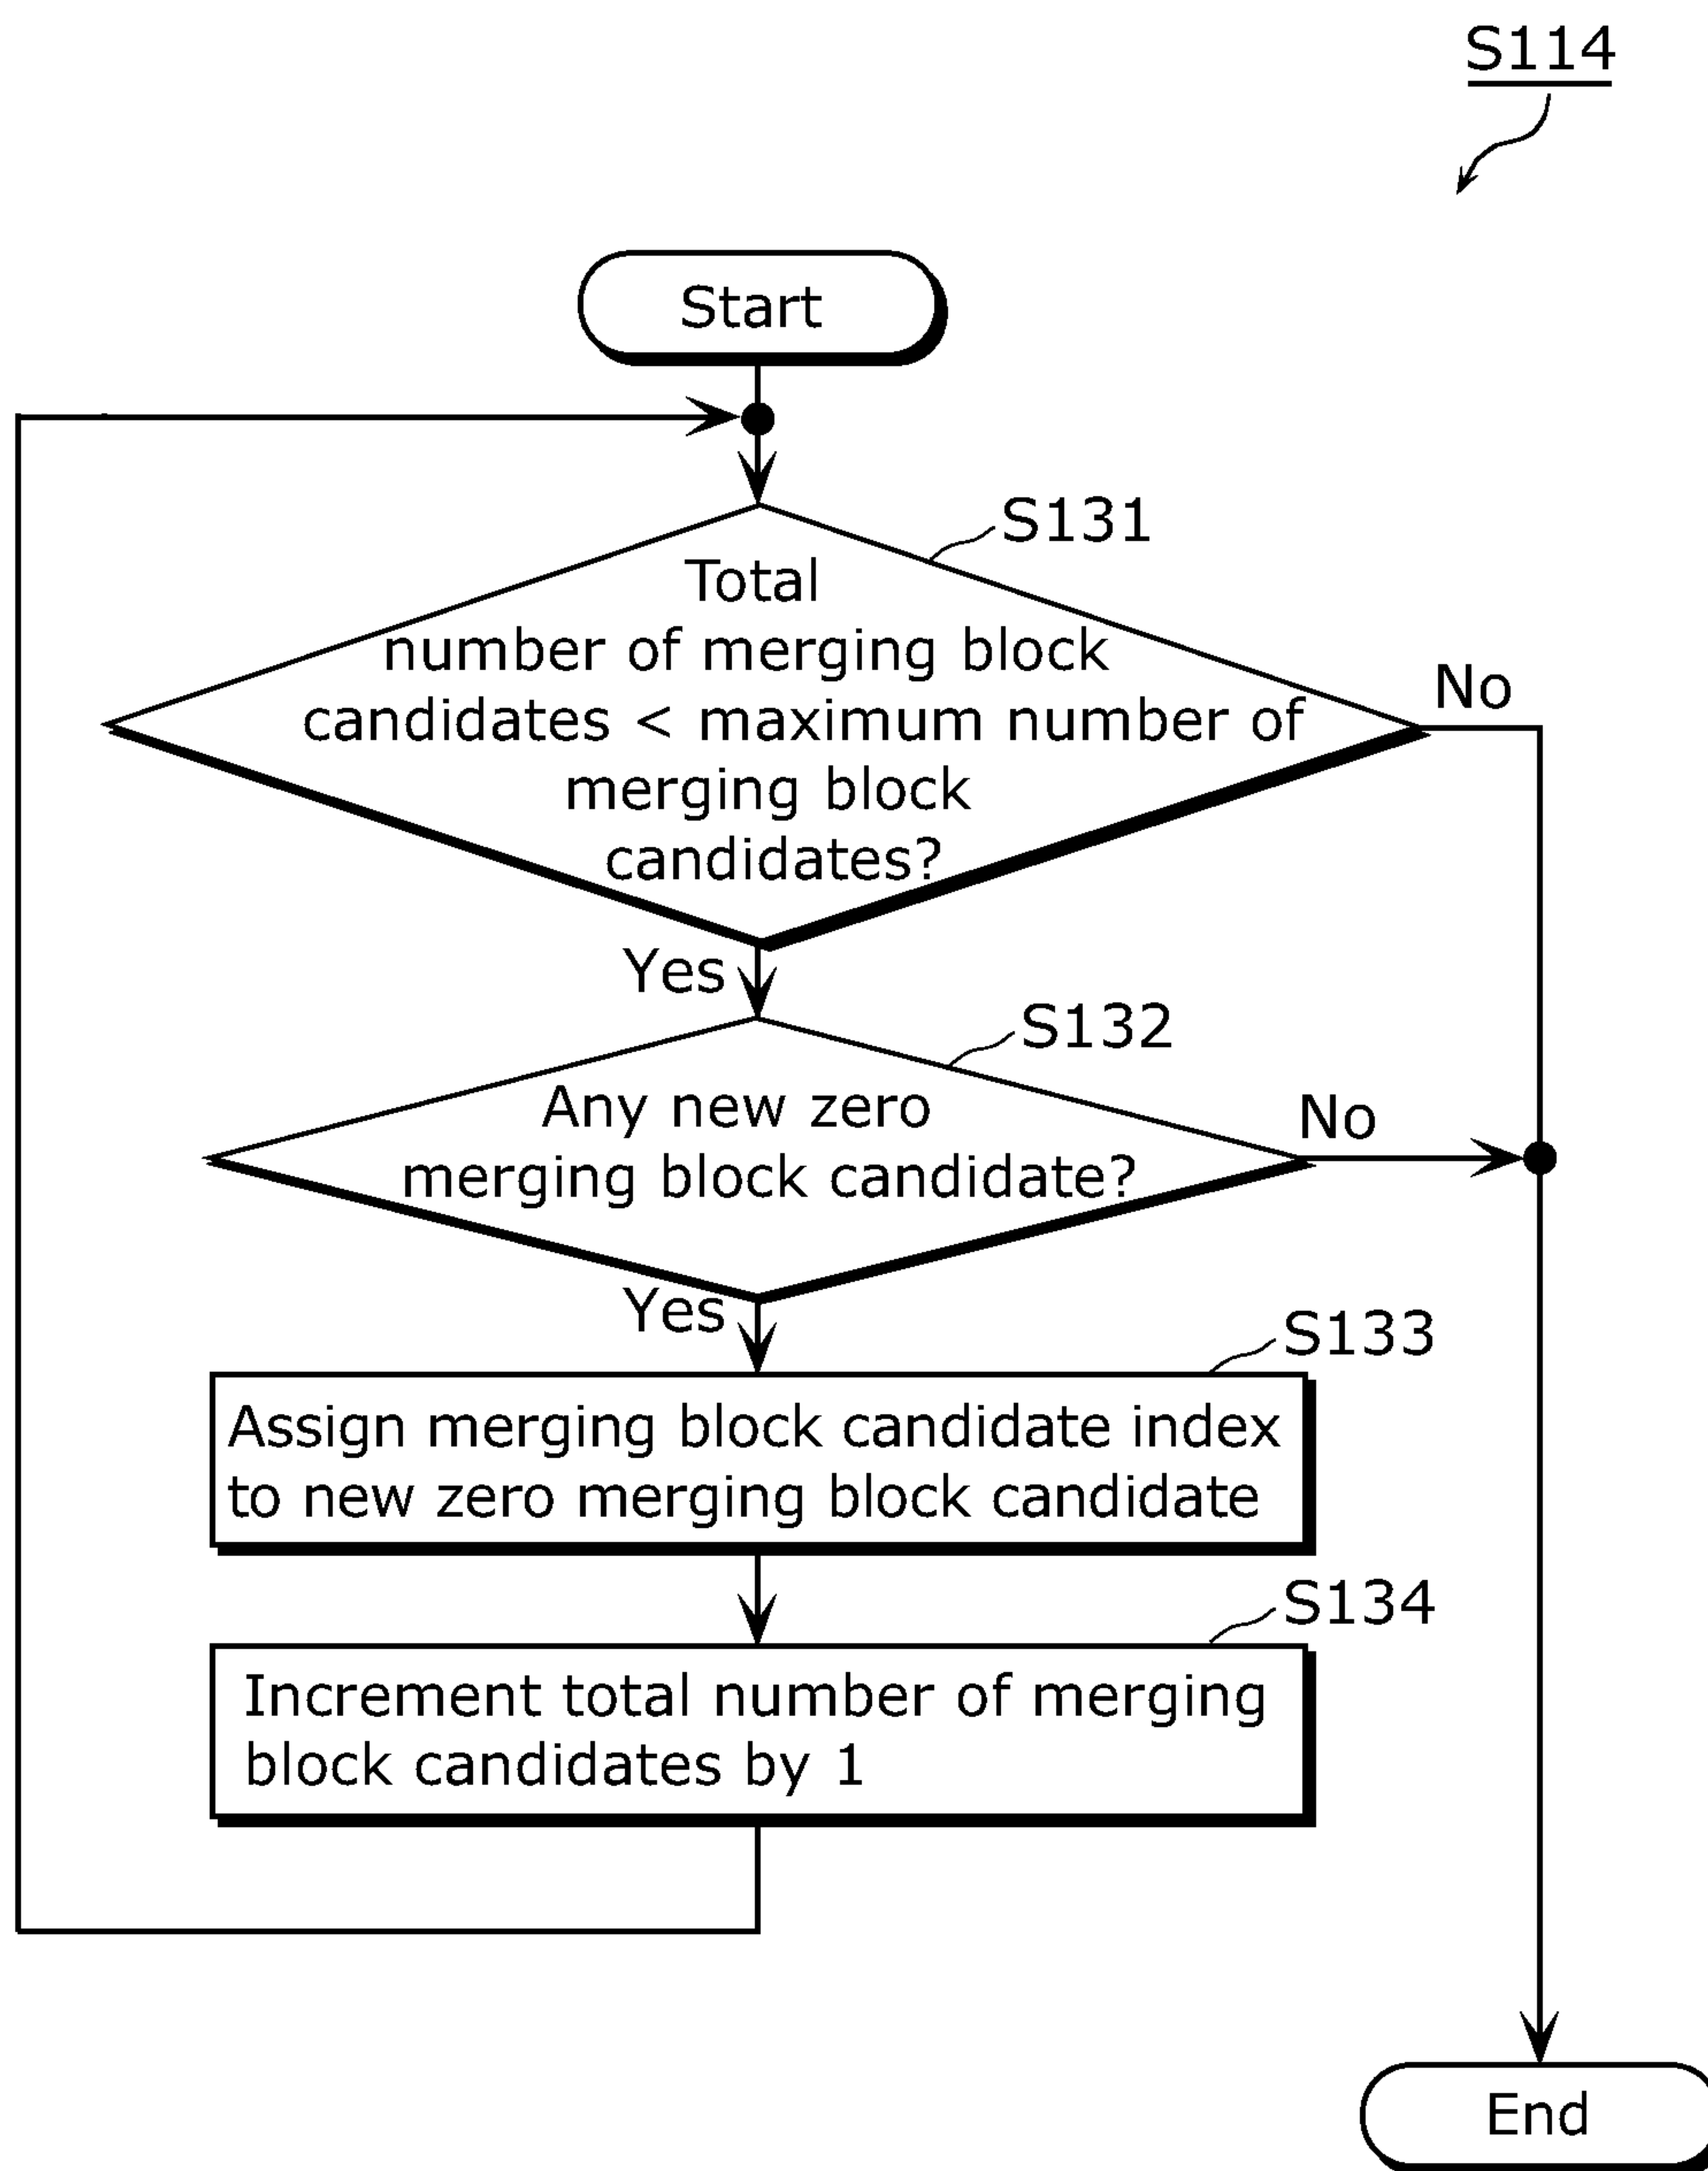 S114
Start
S131
Total
number of merging block
candidates < maximum number of
merging block
candidates?
No
Yes
S132
Any new zero
merging block candidate?
No
Yes
S133
Assign merging block candidate index
to new zero merging block candidate
S134
Increment total number of merging
block candidates by 1
End